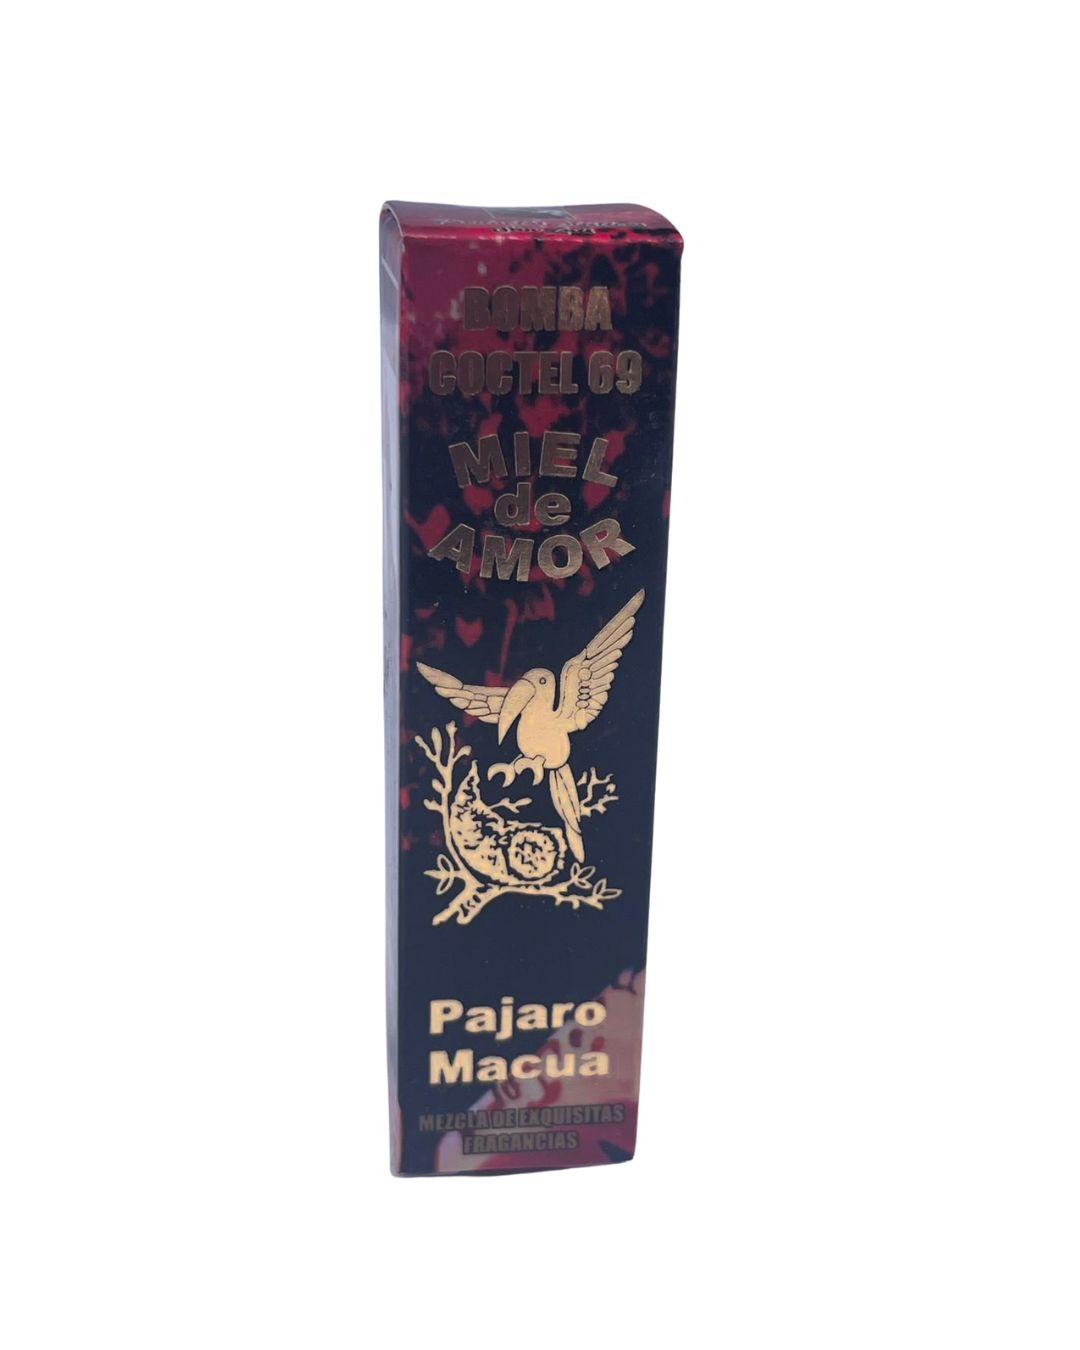 BOMBA
COCTEL 69
MIEL
de
AMOR
Pajaro
Macua
MEZCLA DE EXQUISITAS
FRAGANCIAS